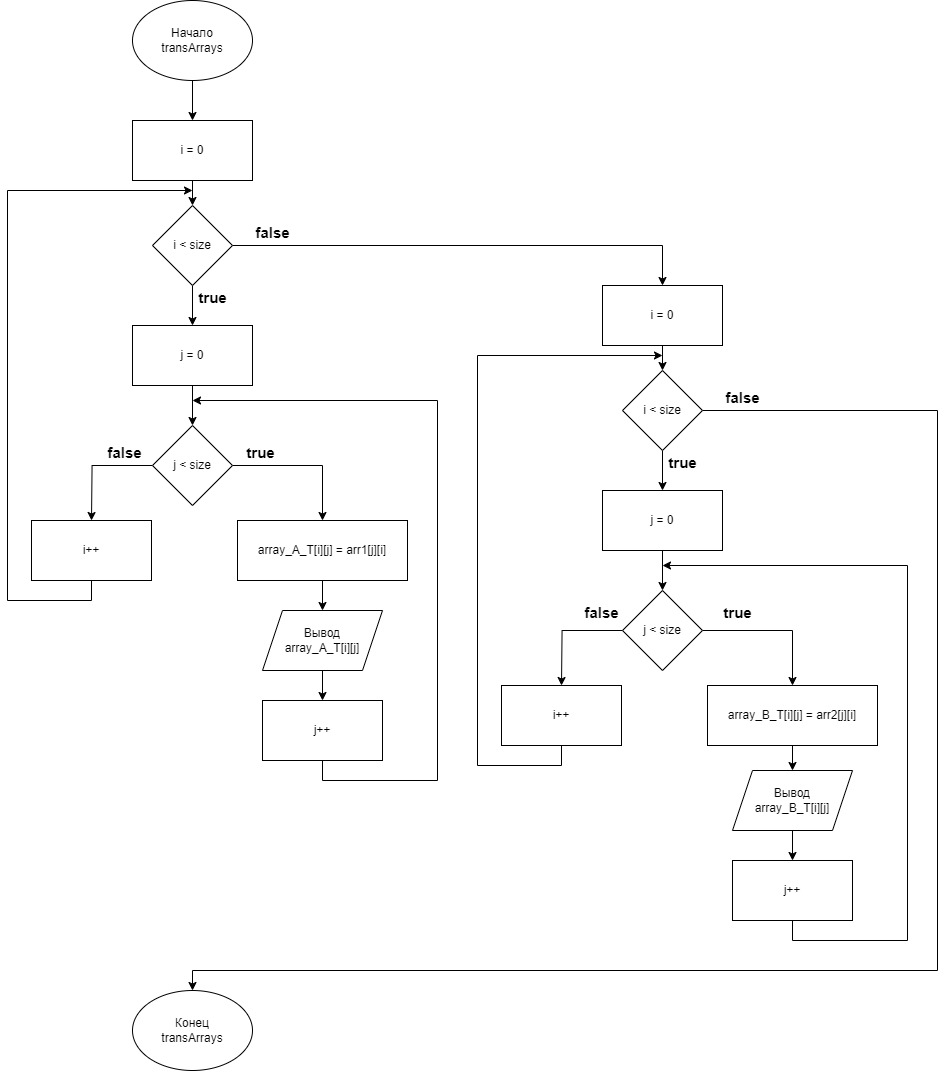 Начало
transArrays
i = 0
i < size
false
true
j = 0
false
j < size
true
i++
array_A_T[i][j] = arr1[j][i]
Вывод
array_A_T[i][j]
j++
i = 0
i < size
false
true
j = 0
false
j < size
true
i++
array_B_T[i][j] = arr2[j][i]
Вывод
array_B_T[i][j]
j++
Конец
transArrays